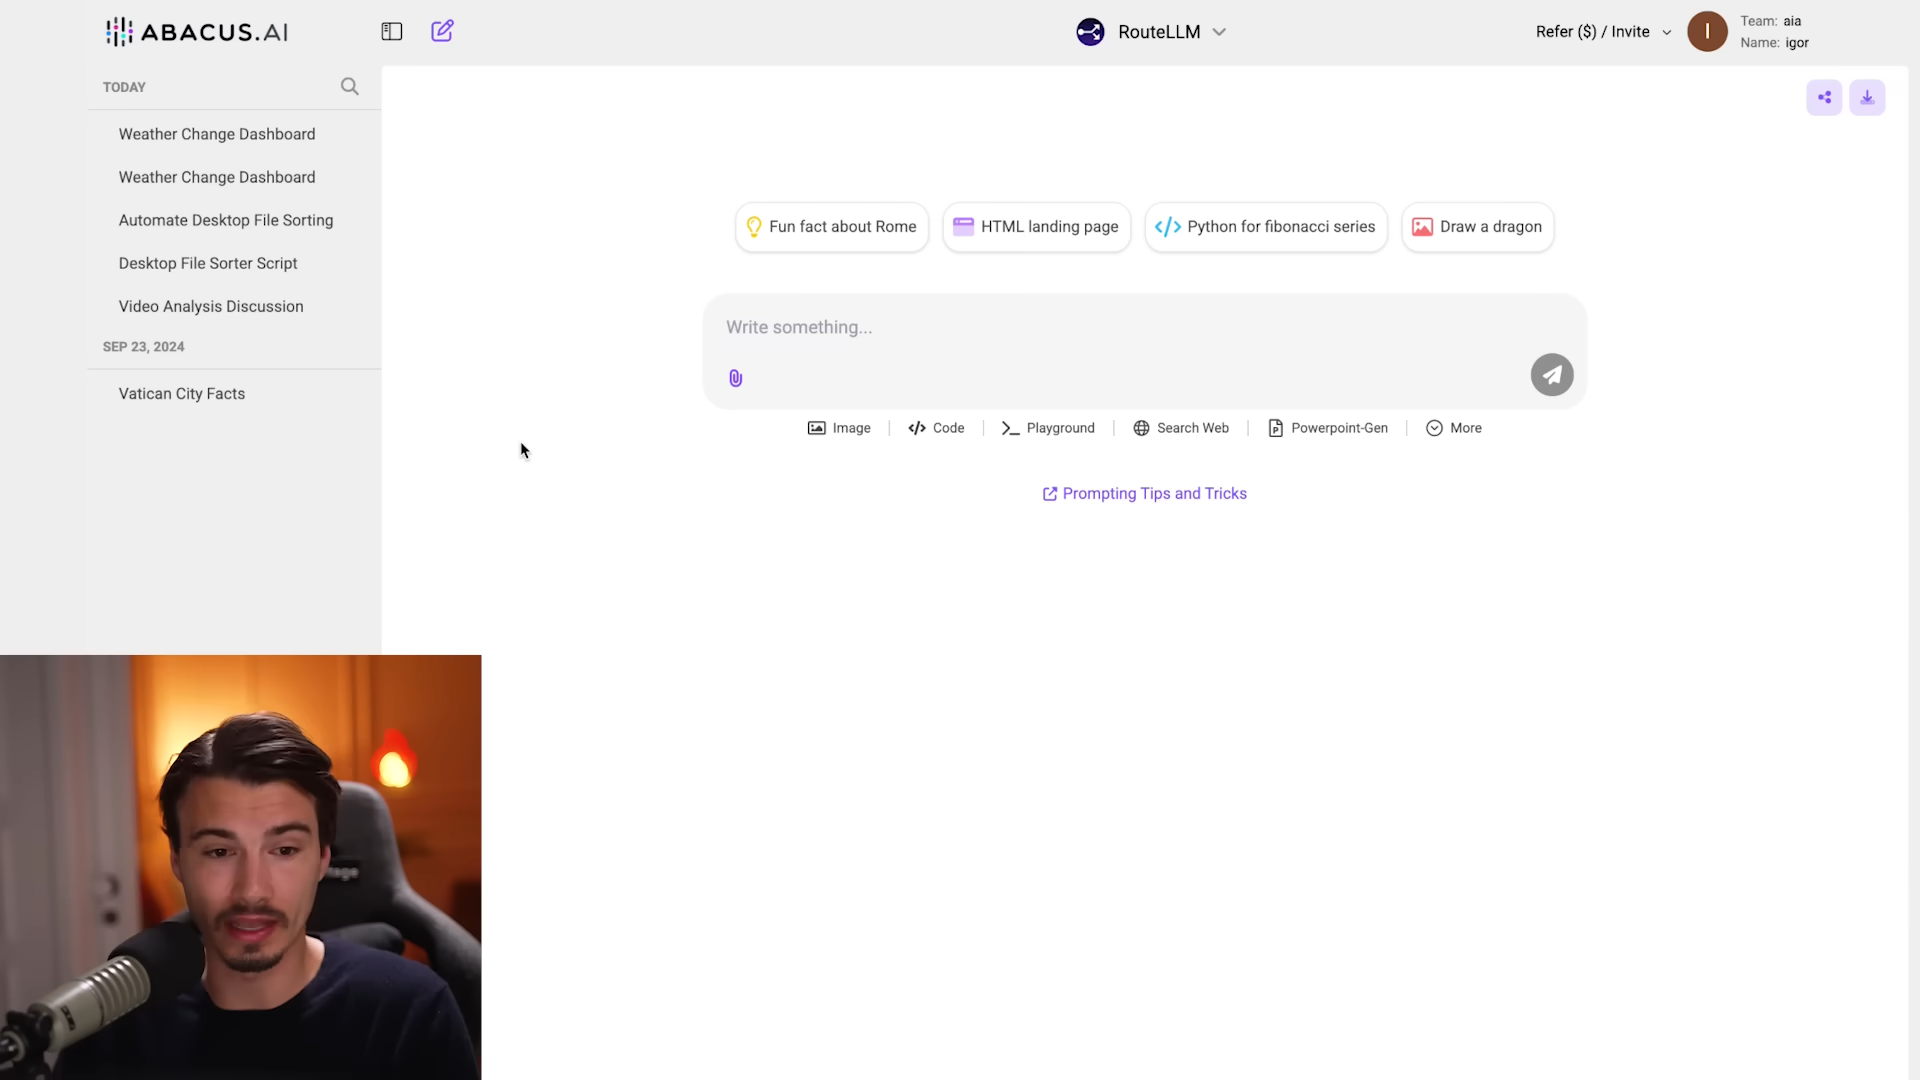 ABACUS.AI
RouteLLM
Refer ($) / Invite
I
Team: aia
Name: igor
TODAY
Weather Change Dashboard
Weather Change Dashboard
Automate Desktop File Sorting
Desktop File Sorter Script
Video Analysis Discussion
SEP 23, 2024
Vatican City Facts
Fun fact about Rome
HTML landing page
Python for fibonacci series
Draw a dragon
Write something...
Image
Code
Playground
Search Web
Powerpoint-Gen
More
Prompting Tips and Tricks